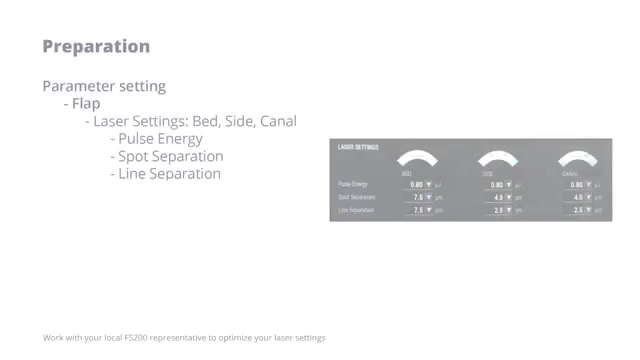 Preparation
Parameter setting
- Flap
- Laser Settings: Bed, Side, Canal
- Pulse Energy
- Spot Separation
- Line Separation
LASER SETTINGS
BED SIDE CANAL
Pulse Energy 0.80 µJ 0.80 µJ 0.80 µJ
Spot Separation 7.5 µm 4.5 µm 4.0 µm
Line Separation 7.5 µm 2.5 µm 2.5 µm
Work with your local FS200 representative to optimize your laser settings